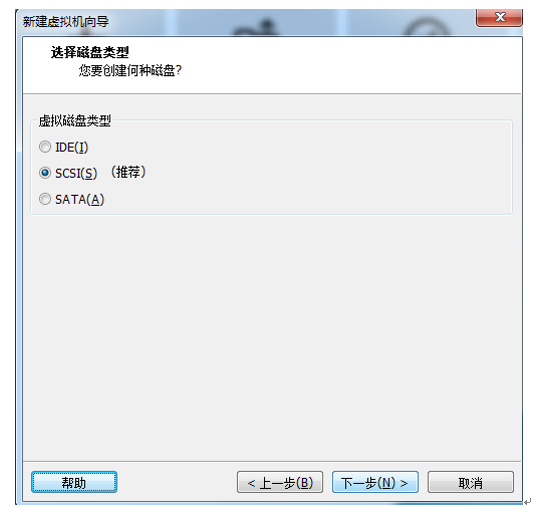 新建虚拟机向导
选择磁盘类型
您要创建何种磁盘?
虚拟磁盘类型
IDE(I)
SCSI(S) （推荐）
SATA(A)
帮助 < 上一步(B) 下一步(N) > 取消